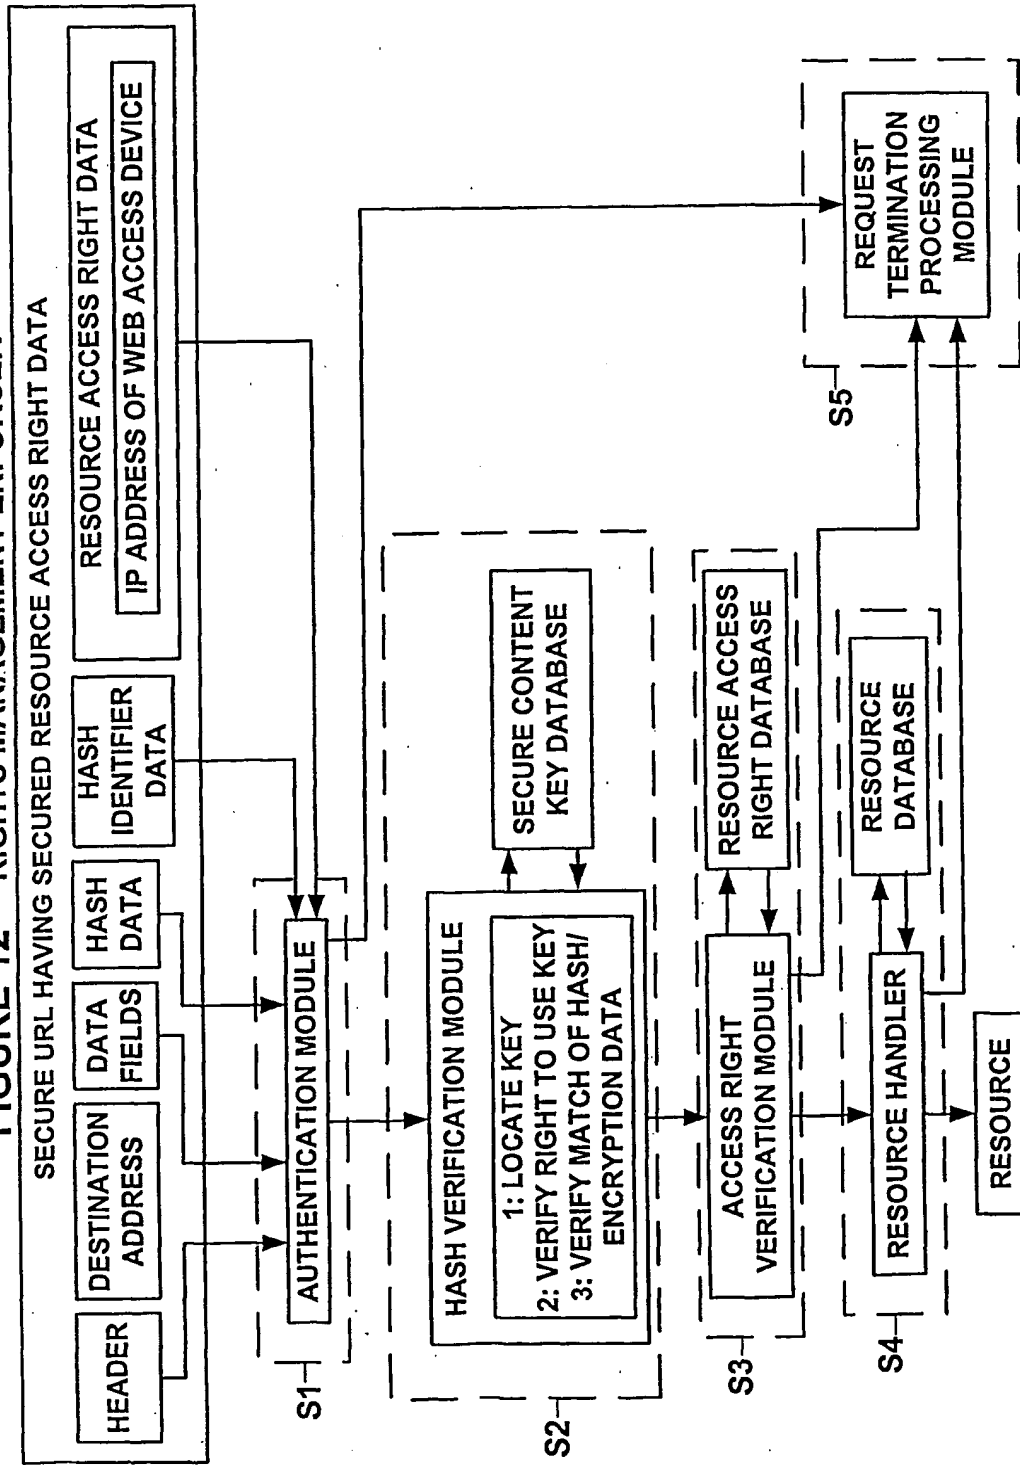 FIGURE 12 - RIGHTS MANAGEMENT ENFORCER
SECURE URL HAVING SECURED RESOURCE ACCESS RIGHT DATA
HEADER
DESTINATION
ADDRESS
DATA
FIELDS
HASH
DATA
HASH
IDENTIFIER
DATA
RESOURCE ACCESS RIGHT DATA
IP ADDRESS OF WEB ACCESS DEVICE
S1
AUTHENTICATION MODULE
S2
HASH VERIFICATION MODULE
1: LOCATE KEY
2: VERIFY RIGHT TO USE KEY
3: VERIFY MATCH OF HASH/
ENCRYPTION DATA
SECURE CONTENT
KEY DATABASE
S3
ACCESS RIGHT
VERIFICATION MODULE
RESOURCE ACCESS
RIGHT DATABASE
S4
RESOURCE HANDLER
RESOURCE
DATABASE
S5
REQUEST
TERMINATION
PROCESSING
MODULE
RESOURCE